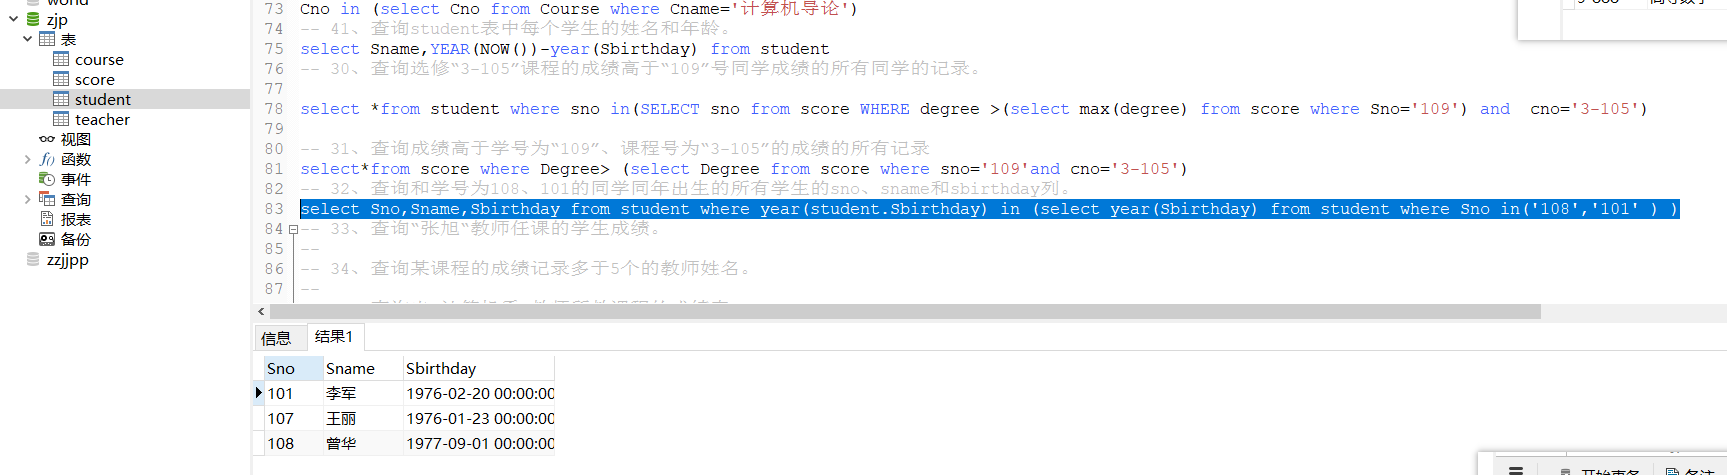 world
zjp
表
course
score
student
teacher
视图
函数
事件
查询
报表
备份
zzjjpp
73 Cno in (select Cno from Course where Cname='计算机导论')
74 -- 41、查询student表中每个学生的姓名和年龄。
75 select Sname,YEAR(NOW())-year(Sbirthday) from student
76 -- 30、查询选修“3-105”课程的成绩高于“109”号同学成绩的所有同学的记录。
77
78 select *from student where sno in(SELECT sno from score WHERE degree >(select max(degree) from score where Sno='109') and  cno='3-105')
79
80 -- 31、查询成绩高于学号为“109”、课程号为“3-105”的成绩的所有记录
81 select*from score where Degree> (select Degree from score where sno='109'and cno='3-105')
82 -- 32、查询和学号为108、101的同学同年出生的所有学生的sno、sname和sbirthday列。
83 select Sno,Sname,Sbirthday from student where year(student.Sbirthday) in (select year(Sbirthday) from student where Sno in('108','101' ) )
84 -- 33、查询“张旭“教师任课的学生成绩。
85 --
86 -- 34、查询某课程的成绩记录多于5个的教师姓名。
87 --
信息 结果1
Sno Sname Sbirthday
101 李军 1976-02-20 00:00:00
107 王丽 1976-01-23 00:00:00
108 曾华 1977-09-01 00:00:00